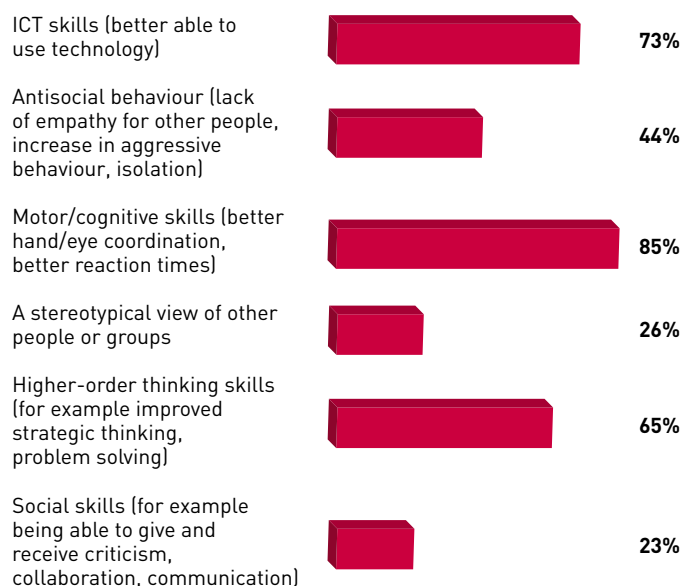 ICT skills (better able to
use technology)
73%
Antisocial behaviour (lack
of empathy for other people,
increase in aggressive
behaviour, isolation)
44%
Motor/cognitive skills (better
hand/eye coordination,
better reaction times)
85%
A stereotypical view of other
people or groups
26%
Higher-order thinking skills
(for example improved
strategic thinking,
problem solving)
65%
Social skills (for example
being able to give and
receive criticism,
collaboration, communication)
23%